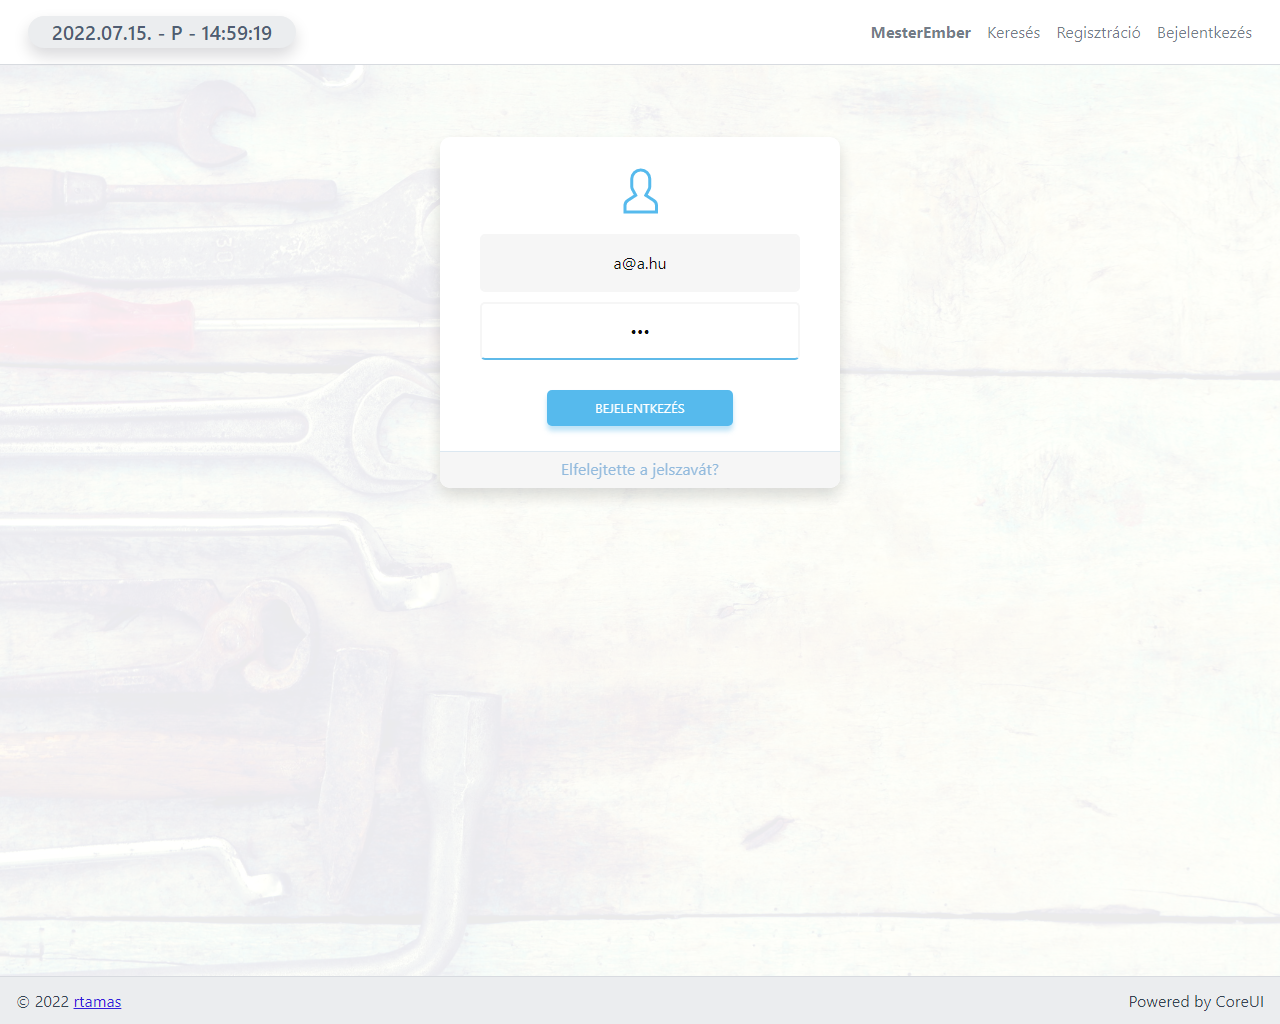 2022.07.15. - P - 14:59:19
MesterEmber Keresés Regisztráció Bejelentkezés
a@a.hu
•••
BEJELENTKEZÉS
Elfelejtette a jelszavát?
© 2022 rtamas
Powered by CoreUI